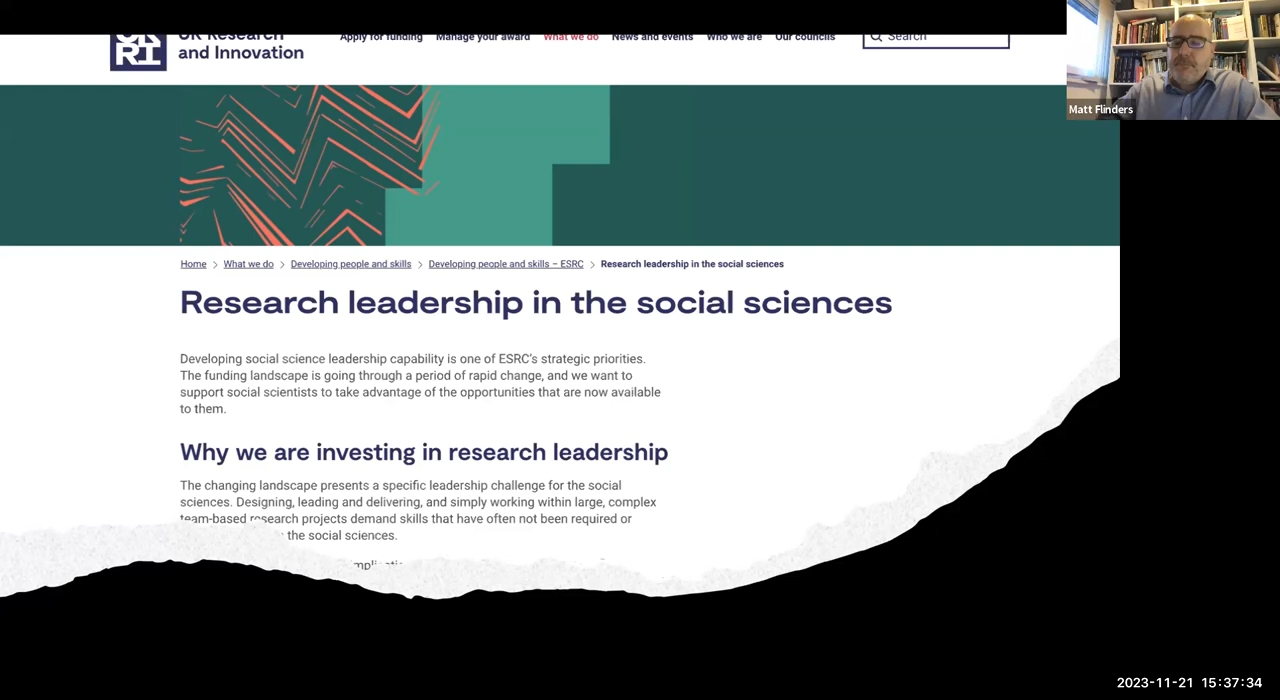 UKRI
UK Research
and Innovation
Apply for funding Manage your award What we do News and events Who we are Our councils Search
Matt Flinders
Home > What we do > Developing people and skills > Developing people and skills – ESRC > Research leadership in the social sciences
Research leadership in the social sciences
Developing social science leadership capability is one of ESRC's strategic priorities.
The funding landscape is going through a period of rapid change, and we want to
support social scientists to take advantage of the opportunities that are now available
to them.
Why we are investing in research leadership
The changing landscape presents a specific leadership challenge for the social
sciences. Designing, leading and delivering, and simply working within large, complex
team-based research projects demand skills that have often not been required or
the social sciences.
2023-11-21 15:37:34